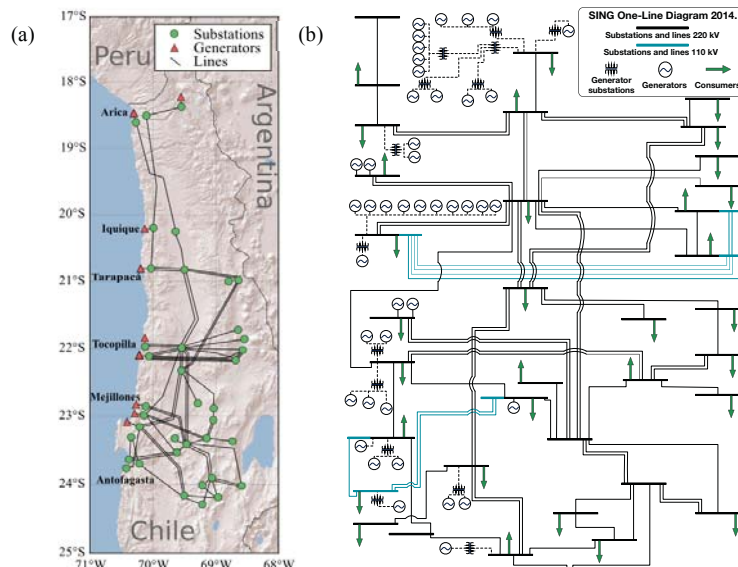 (a)
17°S
18°S
19°S
20°S
21°S
22°S
23°S
24°S
25°S
71°W
70°W
69°W
68°W
Substations
Generators
Lines
Peru
Argentina
Chile
Arica
Iquique
Tarapaca
Tocopilla
Mejillones
Antofagasta
(b)
SING One-Line Diagram 2014.
Substations and lines 220 kV
Substations and lines 110 kV
Generator
substations
Generators
Consumers